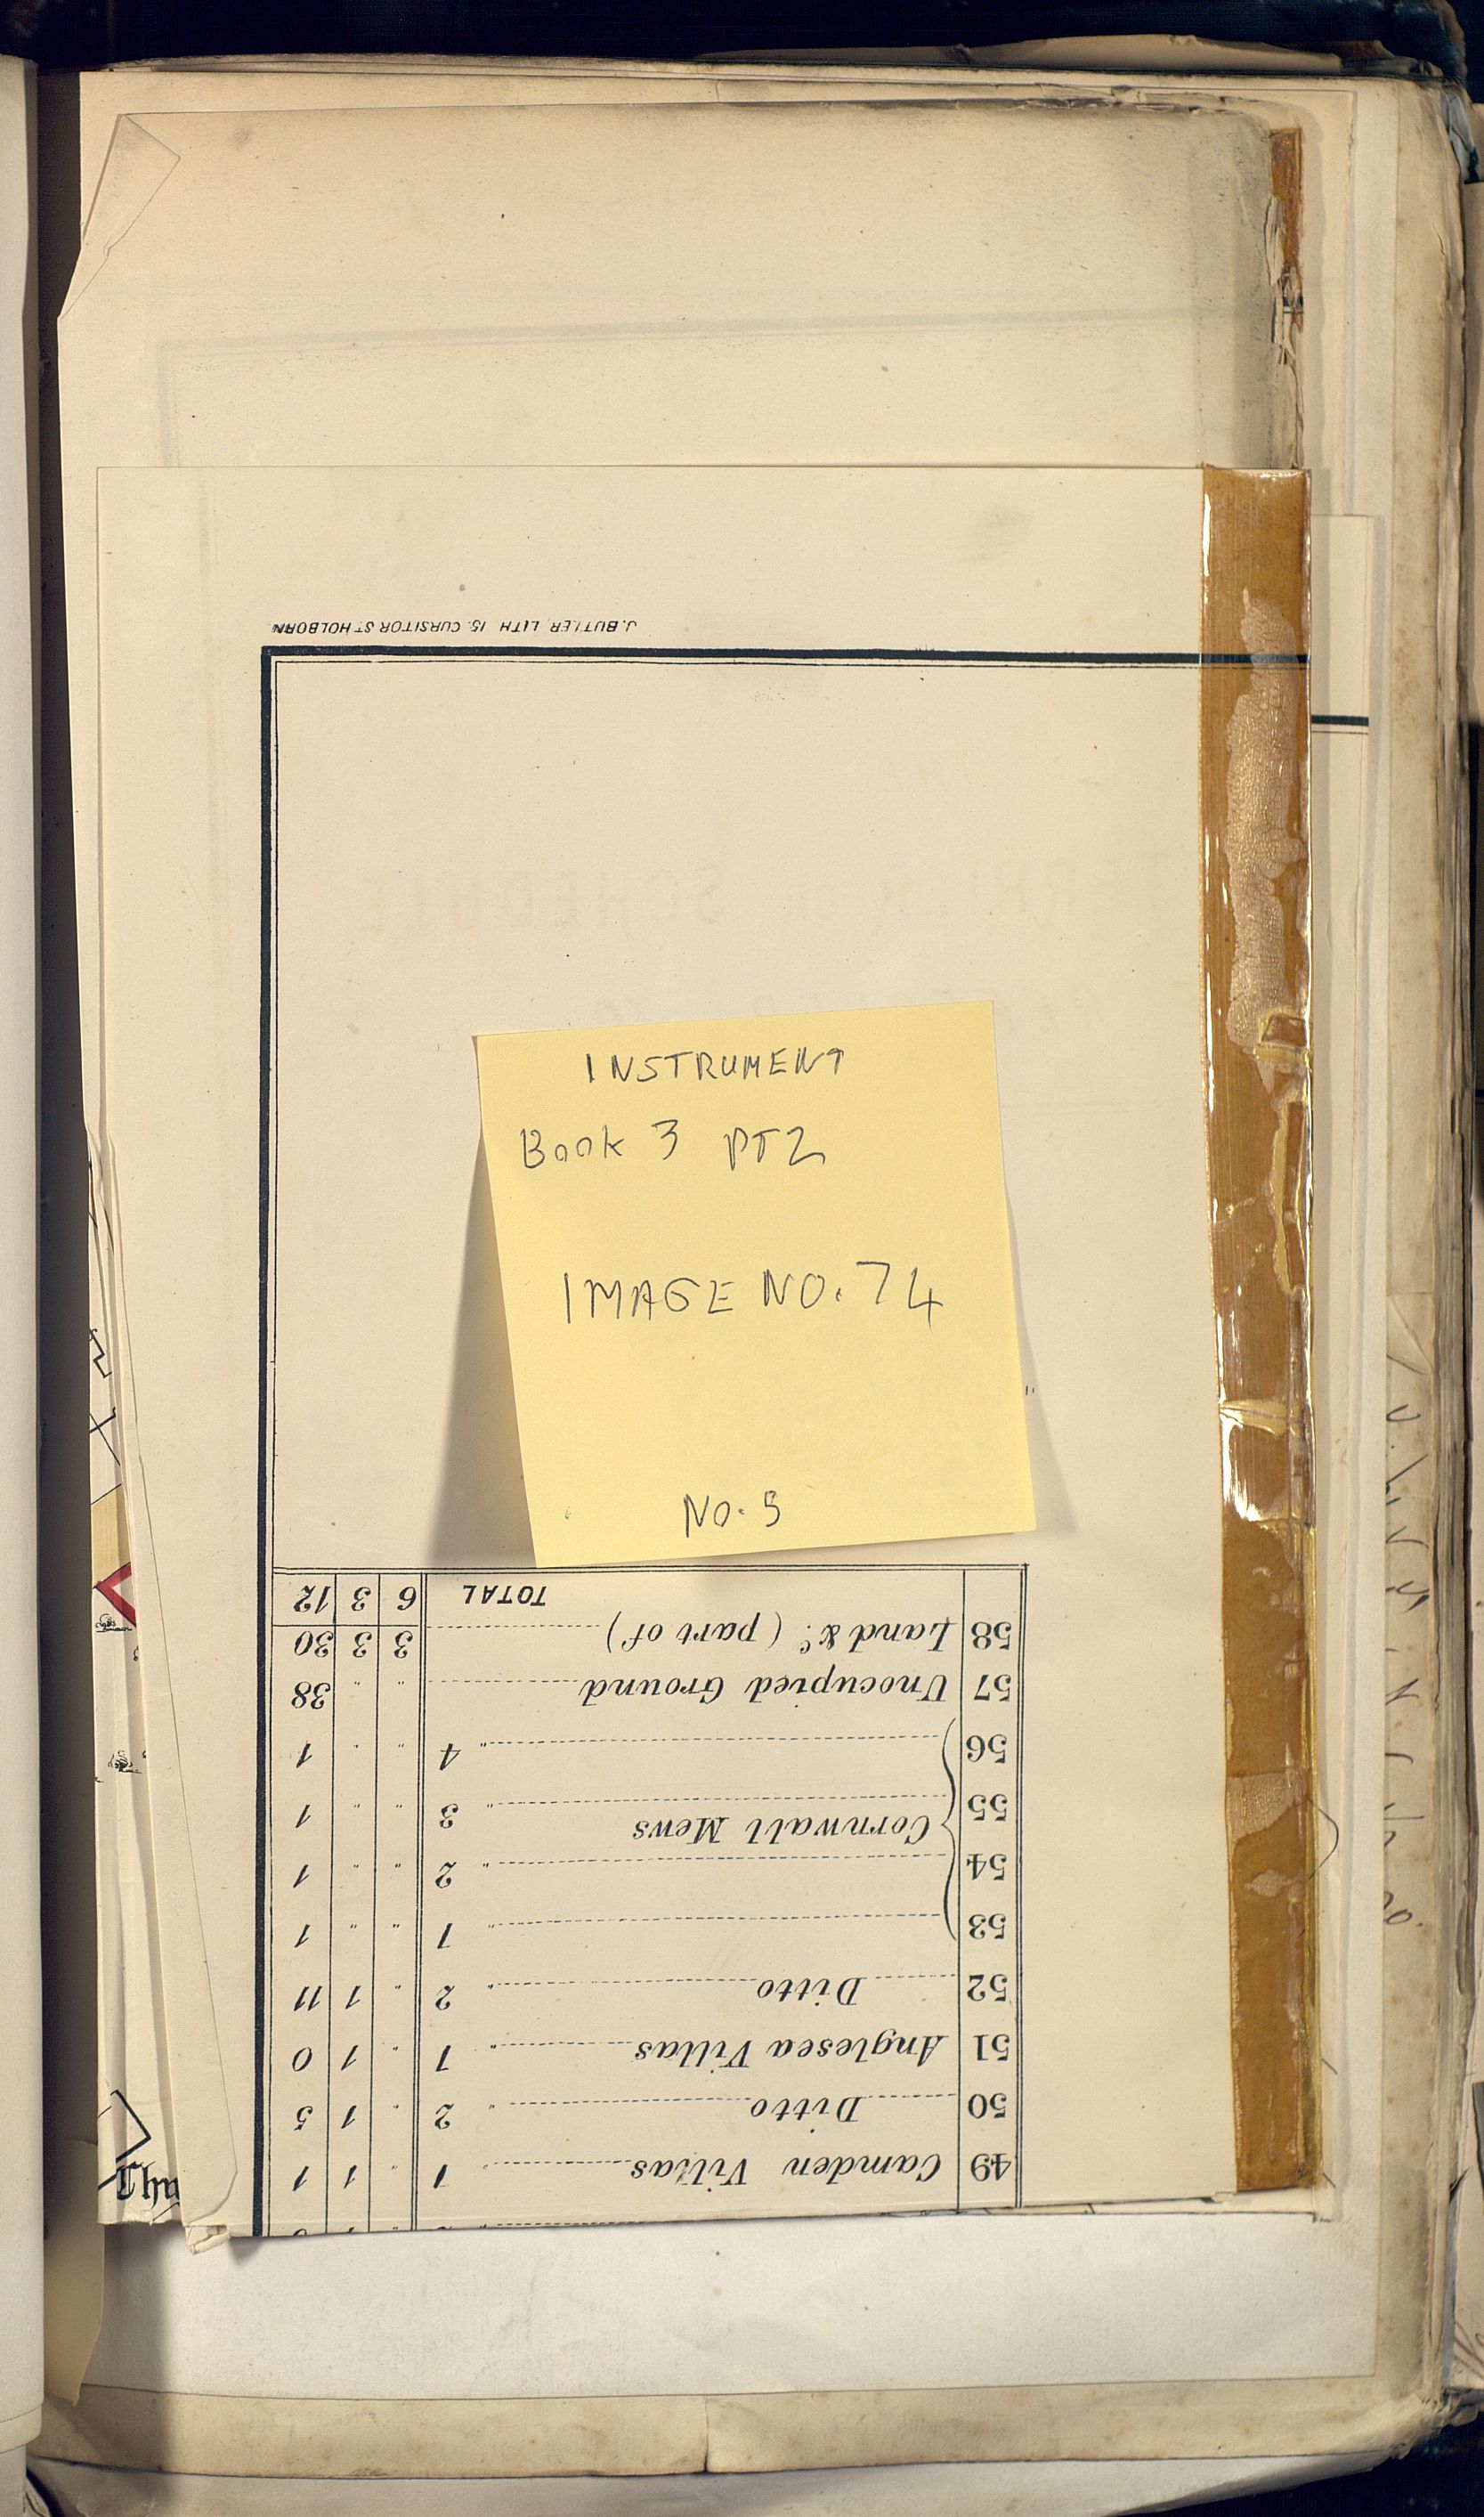 INSTRUMENT
Book 3 PT2
IMAGE NO. 74
NO. 5
49 Camden Villas " 1 " 1 1
50 Ditto " 2 " 1 5
51 Anglesea Villas " 1 " 1 0
52 Ditto " 2 " 1 11
53 " 1 " " 1
54 " 2 " " 1
Cornwall Mews
55 " 3 " " 1
56 " 4 " " 1
57 Unocupied Ground " " 38
58 Land &c. (part of) 3 3 30
TOTAL 6 3 12
J. BUTLER, LITH 15, CURSITOR ST HOLBORN